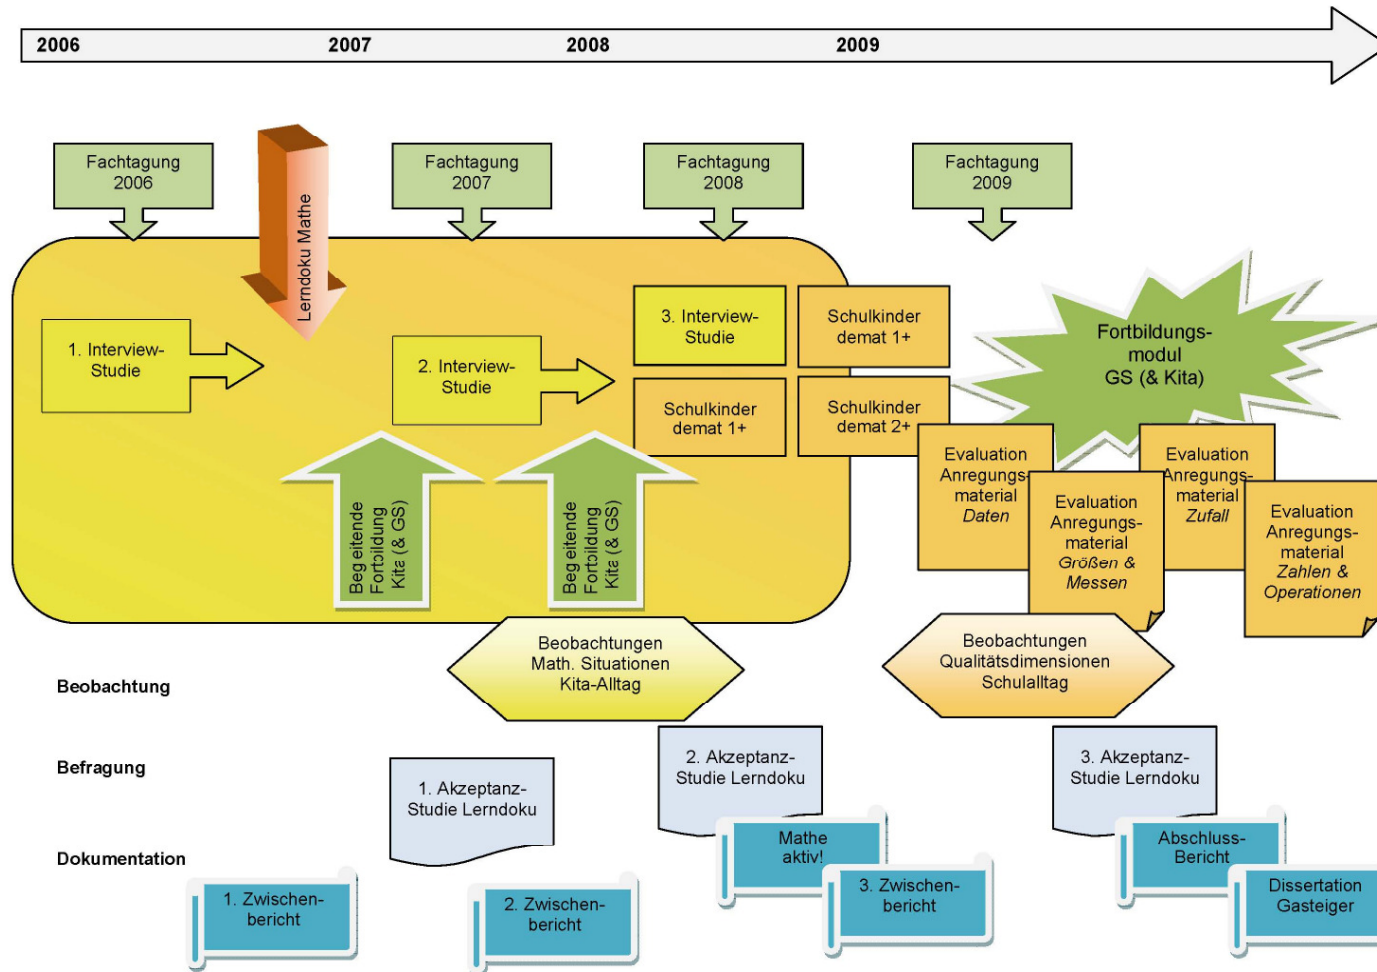 2006
2007
2008
2009
Fachtagung
2006
Lerndoku Mathe
Fachtagung
2007
Fachtagung
2008
Fachtagung
2009
1. Interview-
Studie
2. Interview-
Studie
3. Interview-
Studie
Schulkinder
demat 1+
Schulkinder
demat 1+
Schulkinder
demat 2+
Fortbildungs-
modul
GS (& Kita)
Begleitende
Fortbildung
Kita (& GS)
Begleitende
Fortbildung
Kita (& GS)
Evaluation
Anregungs-
material
Daten
Evaluation
Anregungs-
material
Größen &
Messen
Evaluation
Anregungs-
material
Zufall
Evaluation
Anregungs-
material
Zahlen &
Operationen
Beobachtung
Beobachtungen
Math. Situationen
Kita-Alltag
Beobachtungen
Qualitätsdimensionen
Schulalltag
Befragung
1. Akzeptanz-
Studie Lerndoku
2. Akzeptanz-
Studie Lerndoku
3. Akzeptanz-
Studie Lerndoku
Dokumentation
1. Zwischen-
bericht
2. Zwischen-
bericht
Mathe
aktiv!
3. Zwischen-
bericht
Abschluss-
Bericht
Dissertation
Gasteiger